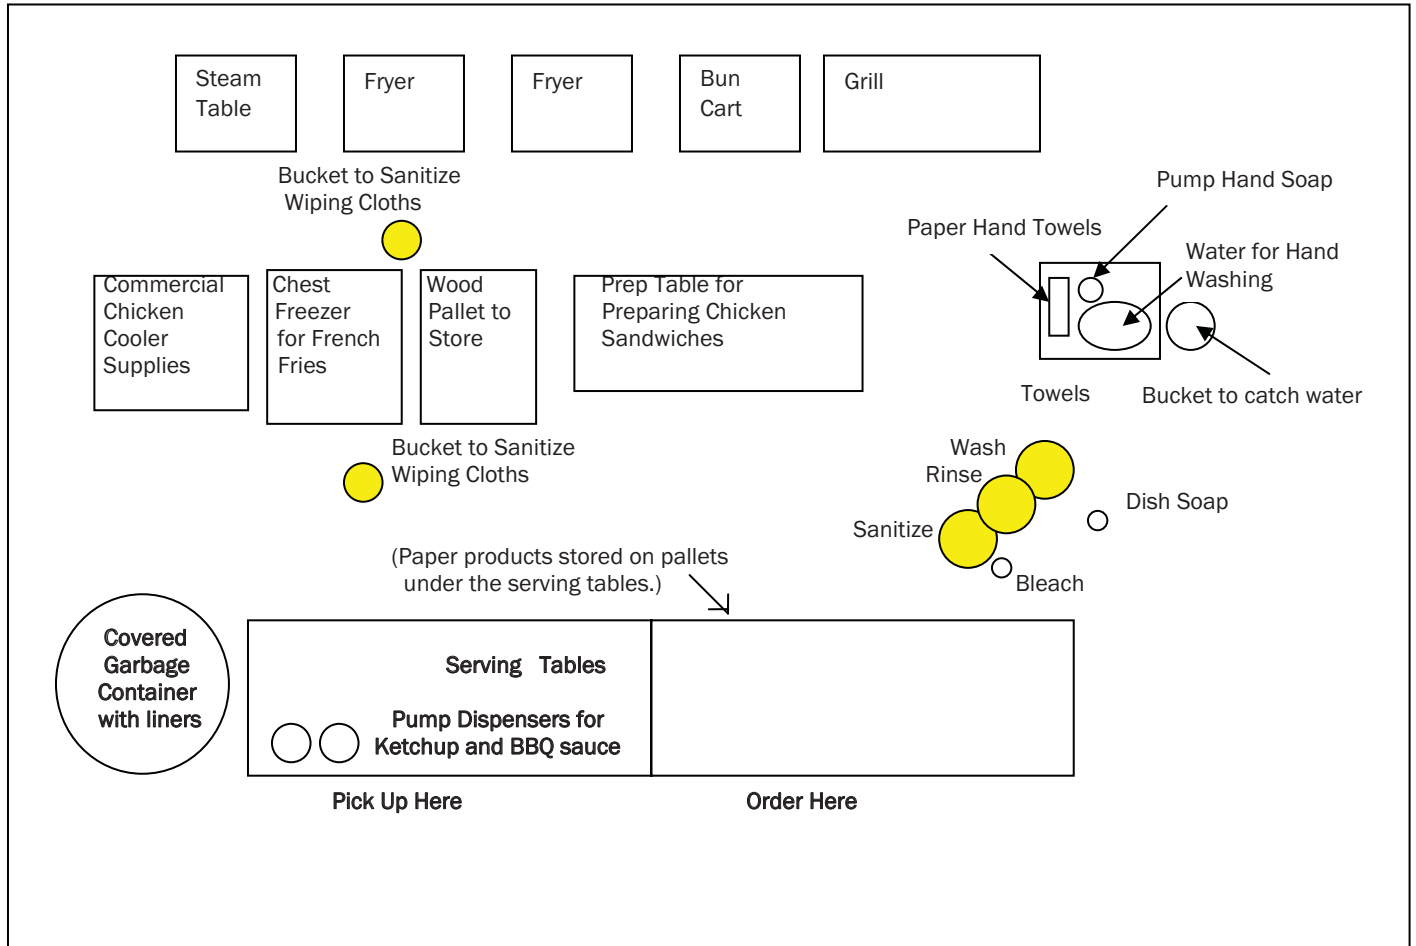 Steam
Table
Fryer
Fryer
Bun
Cart
Grill
Bucket to Sanitize
Wiping Cloths
Pump Hand Soap
Paper Hand Towels
Water for Hand
Washing
Commercial
Chicken
Cooler
Supplies
Chest
Freezer
for French
Fries
Wood
Pallet to
Store
Prep Table for
Preparing Chicken
Sandwiches
Towels
Bucket to catch water
Bucket to Sanitize
Wiping Cloths
Wash
Rinse
Sanitize
Dish Soap
Bleach
(Paper products stored on pallets
under the serving tables.)
Covered
Garbage
Container
with liners
Serving Tables
Pump Dispensers for
Ketchup and BBQ sauce
Pick Up Here
Order Here